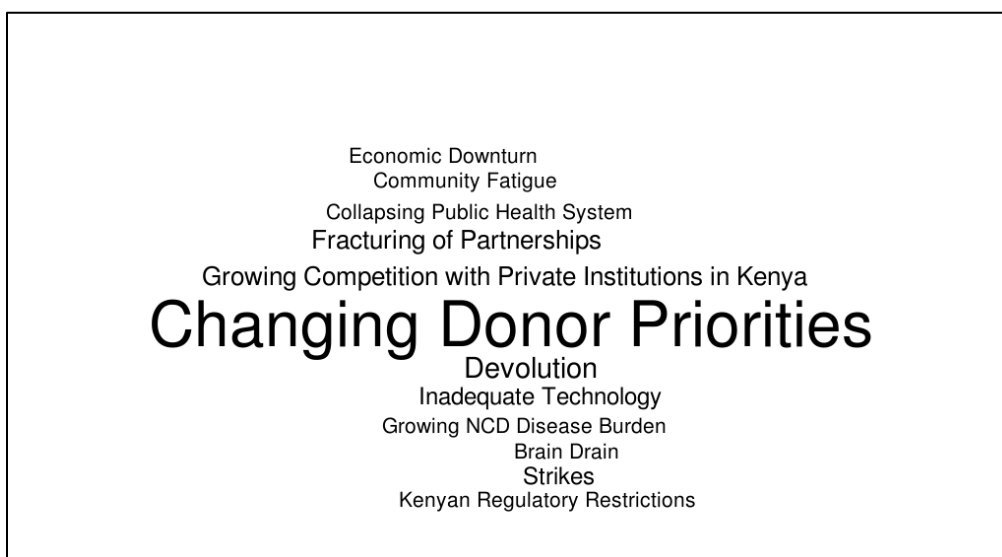 Economic Downturn
Community Fatigue
Collapsing Public Health System
Fracturing of Partnerships
Growing Competition with Private Institutions in Kenya
Changing Donor Priorities
Devolution
Inadequate Technology
Growing NCD Disease Burden
Brain Drain
Strikes
Kenyan Regulatory Restrictions